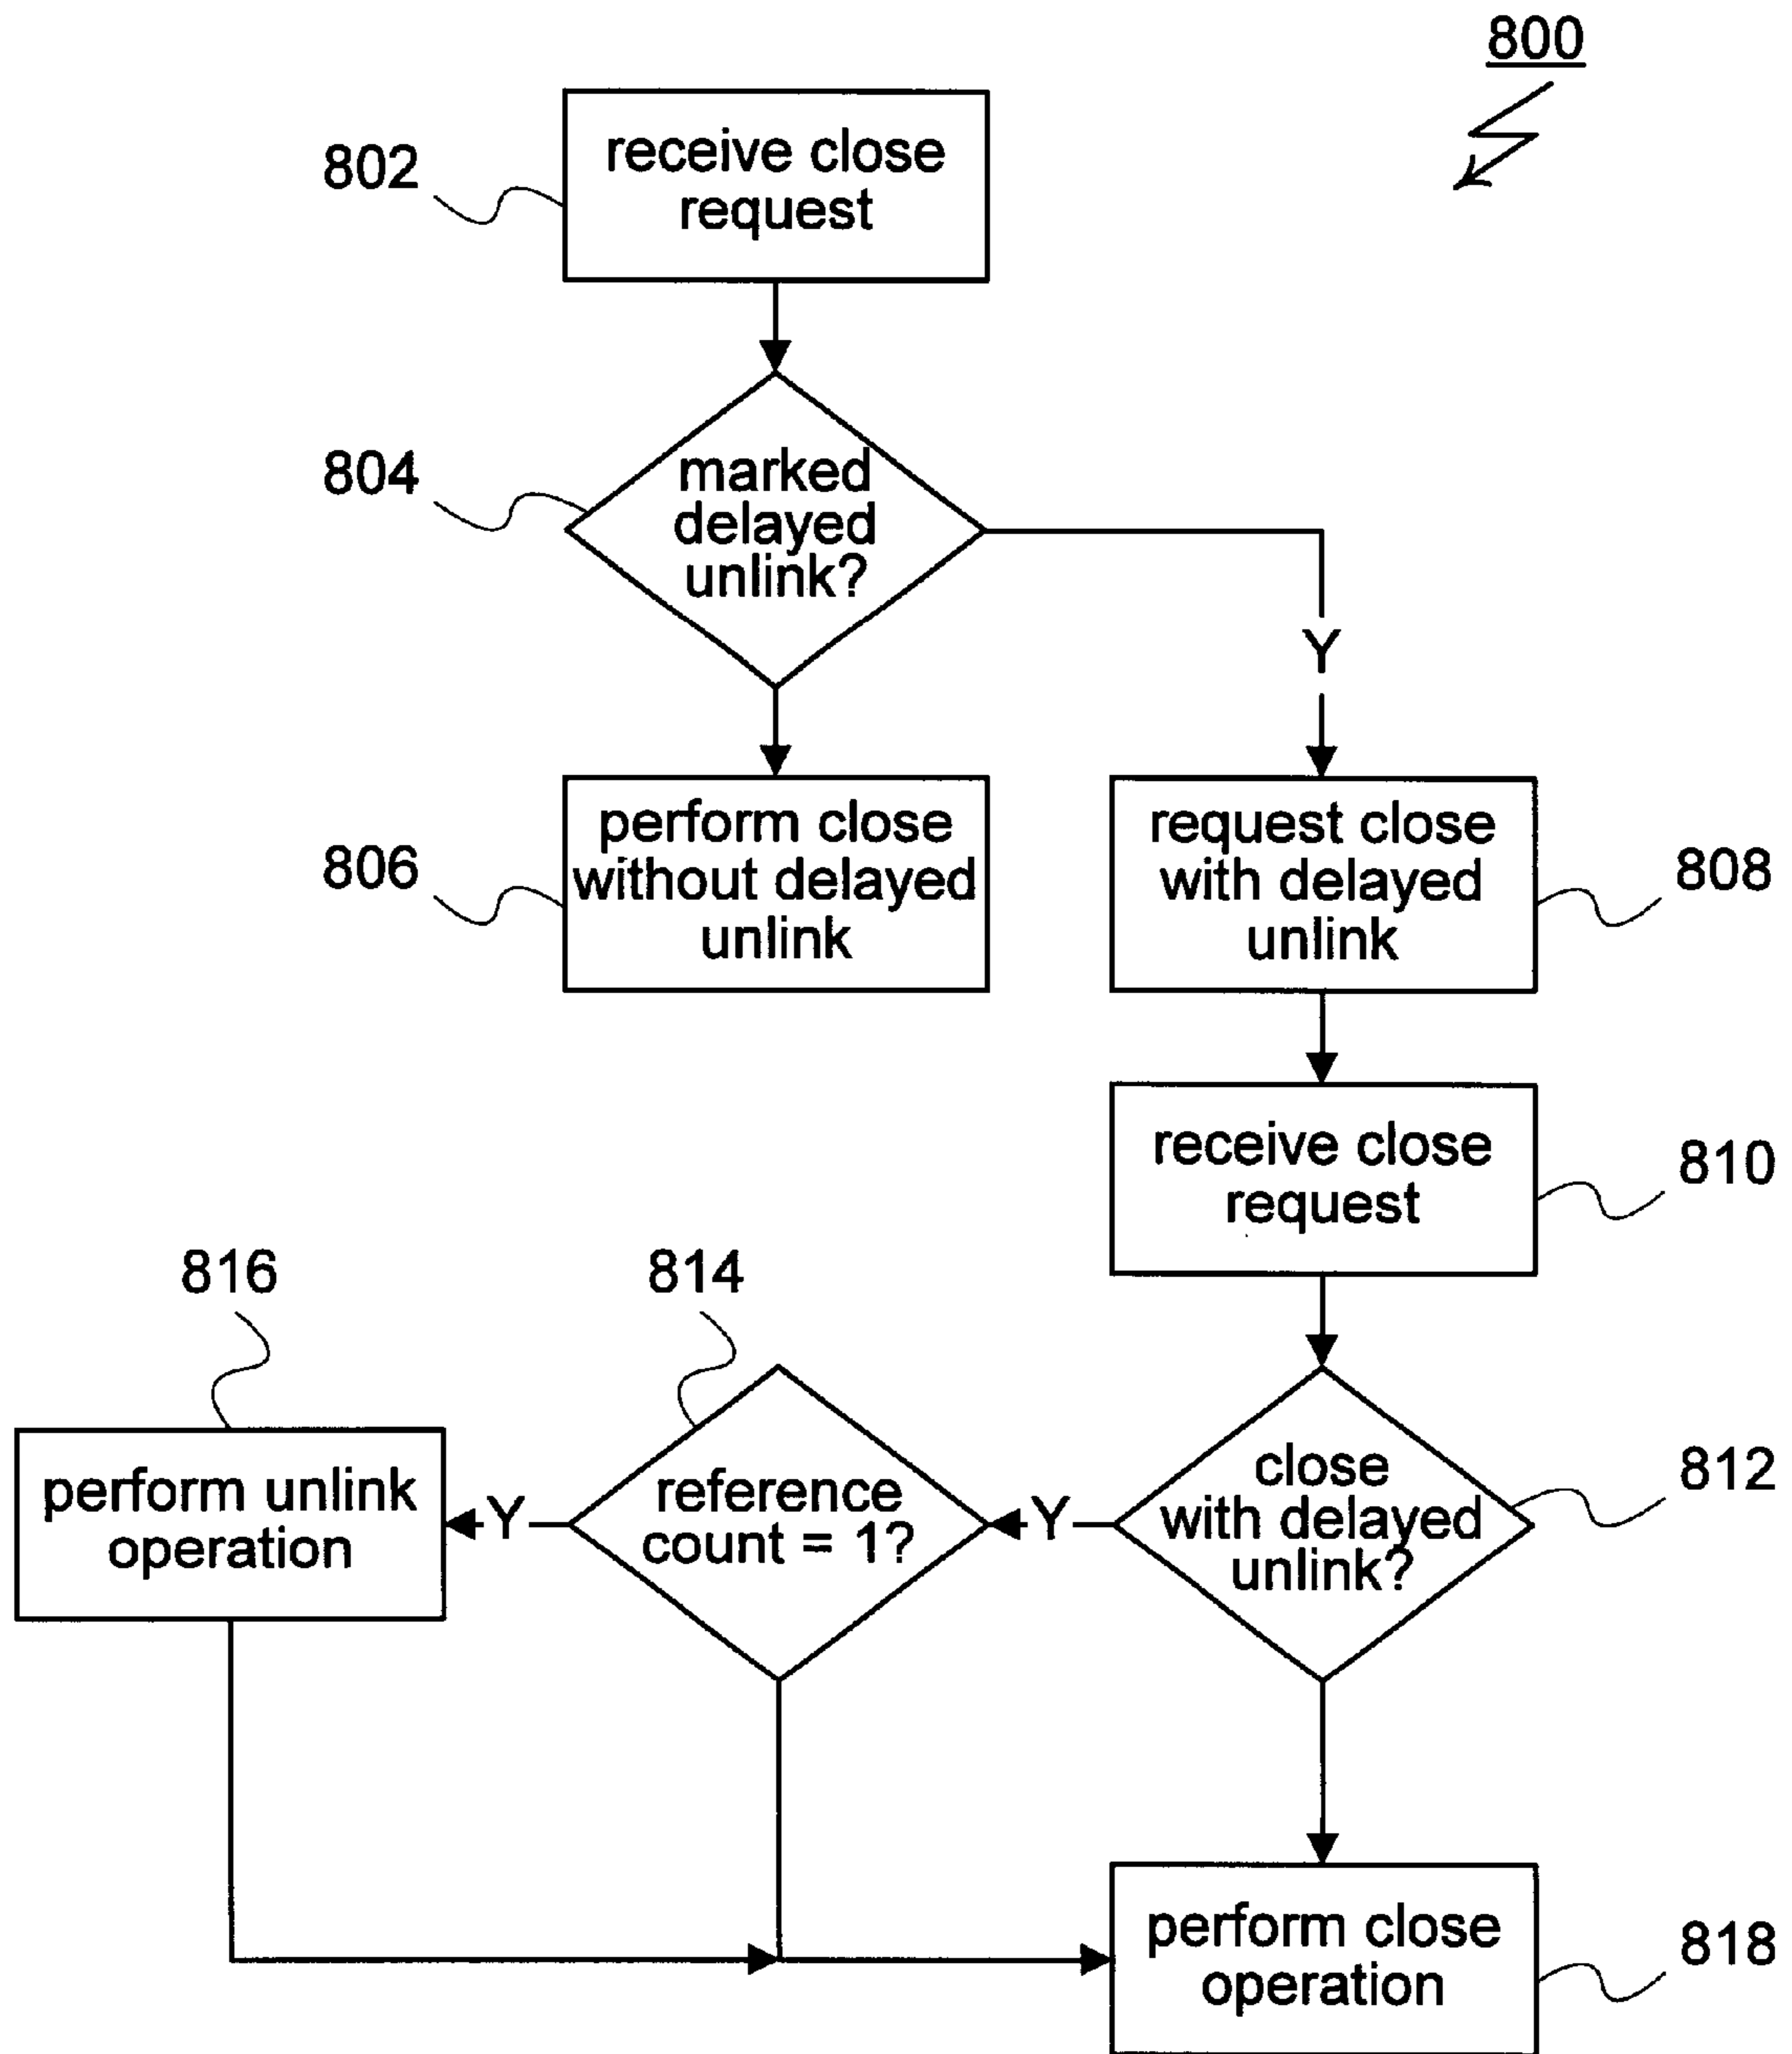 800
802
receive close
request
804
marked
delayed
unlink?
Y
806
perform close
without delayed
unlink
request close
with delayed
unlink
808
receive close
request
810
816
814
perform unlink
operation
Y
reference
count = 1?
Y
close
with delayed
unlink?
812
perform close
operation
818